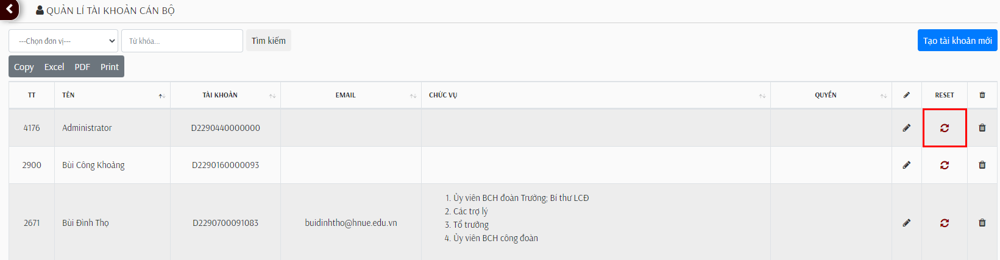 QUẢN LÍ TÀI KHOẢN CÁN BỘ
---Chọn đơn vị--- Từ khóa... Tìm kiếm Tạo tài khoản mới
Copy Excel PDF Print
TT TÊN TÀI KHOẢN EMAIL CHỨC VỤ QUYỀN RESET
4176 Administrator D2290440000000
2900 Bùi Công Khoảng D2290160000093
1. Ủy viên BCH đoàn Trường; Bí thư LCĐ
2. Các trợ lý
2671 Bùi Đình Thọ D2290700091083 buidinhtho@hnue.edu.vn
3. Tổ trưởng
4. Ủy viên BCH công đoàn